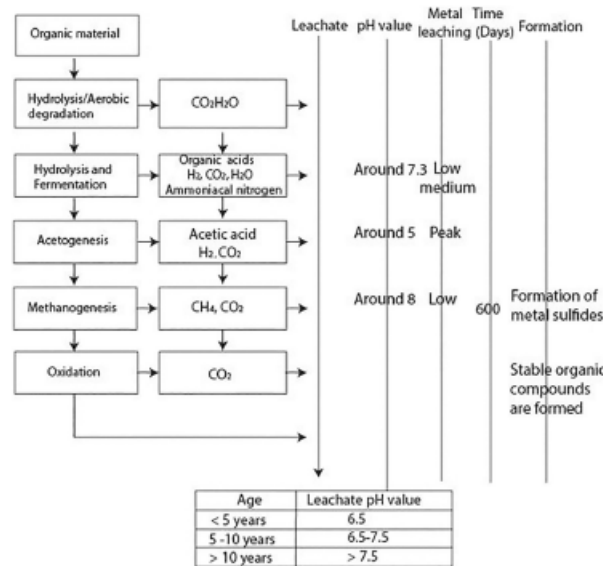 Organic material
Leachate
pH value
Metal
leaching
Time
(Days)
Formation
Hydrolysis/Aerobic
degradation
CO₂H₂O
Hydrolysis and
Fermentation
Organic acids
H₂, CO₂, H₂O
Ammoniacal nitrogen
Around 7.3
Low
medium
Acetogenesis
Acetic acid
H₂, CO₂
Around 5
Peak
Methanogenesis
CH₄, CO₂
Around 8
Low
600
Formation of
metal sulfides
Oxidation
CO₂
Stable organic
compounds
are formed
Age
Leachate pH value
< 5 years
6.5
5 -10 years
6.5-7.5
> 10 years
> 7.5